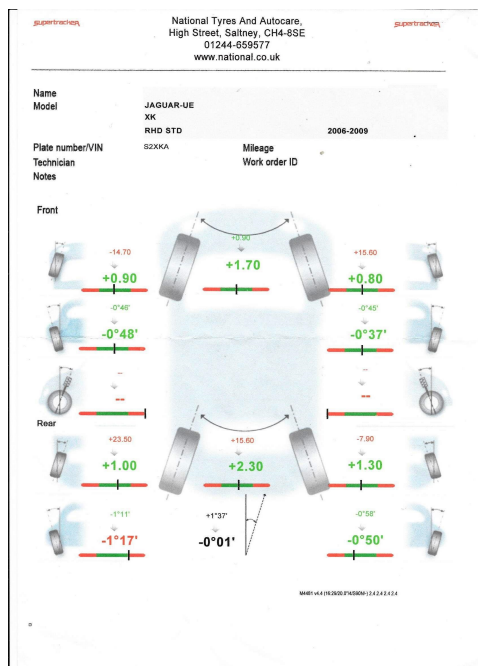 supertracker
National Tyres And Autocare,
supertracker
High Street, Saltney, CH4-8SE
01244-659577
www.national.co.uk
Name
Model
JAGUAR-UE
XK
RHD STD
2006-2009
Plate number/VIN
S2XKA
Mileage
Technician
Work order ID
Notes
Front
-14.70
+0.90
+15.60
+0.90
+1.70
+0.80
-0°46'
-0°45'
-0°48'
-0°37'
--
--
--
--
Rear
+23.50
+15.60
-7.90
+1.00
+2.30
+1.30
-1°11'
+1°37'
-0°58'
-1°17'
-0°01'
-0°50'